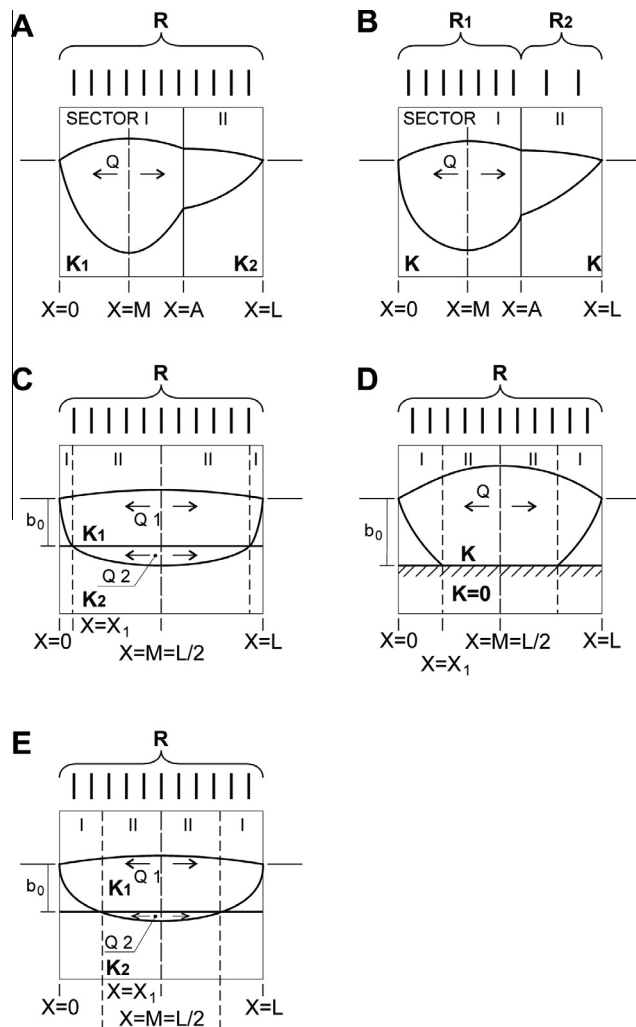 A
R
SECTOR I
II
Q
K1
K2
X=0
X=M
X=A
X=L
B
R1
R2
SECTOR I
II
Q
K
K
X=0
X=M
X=A
X=L
C
R
I
II
II
I
b0
Q 1
K1
Q 2
K2
X=0
X=X1
X=M=L/2
X=L
D
R
I
II
II
I
b0
Q
K
K=0
X=0
X=M=L/2
X=L
X=X1
E
R
I
II
II
I
b0
Q 1
K1
Q 2
K2
X=0
X=X1
X=M=L/2
X=L